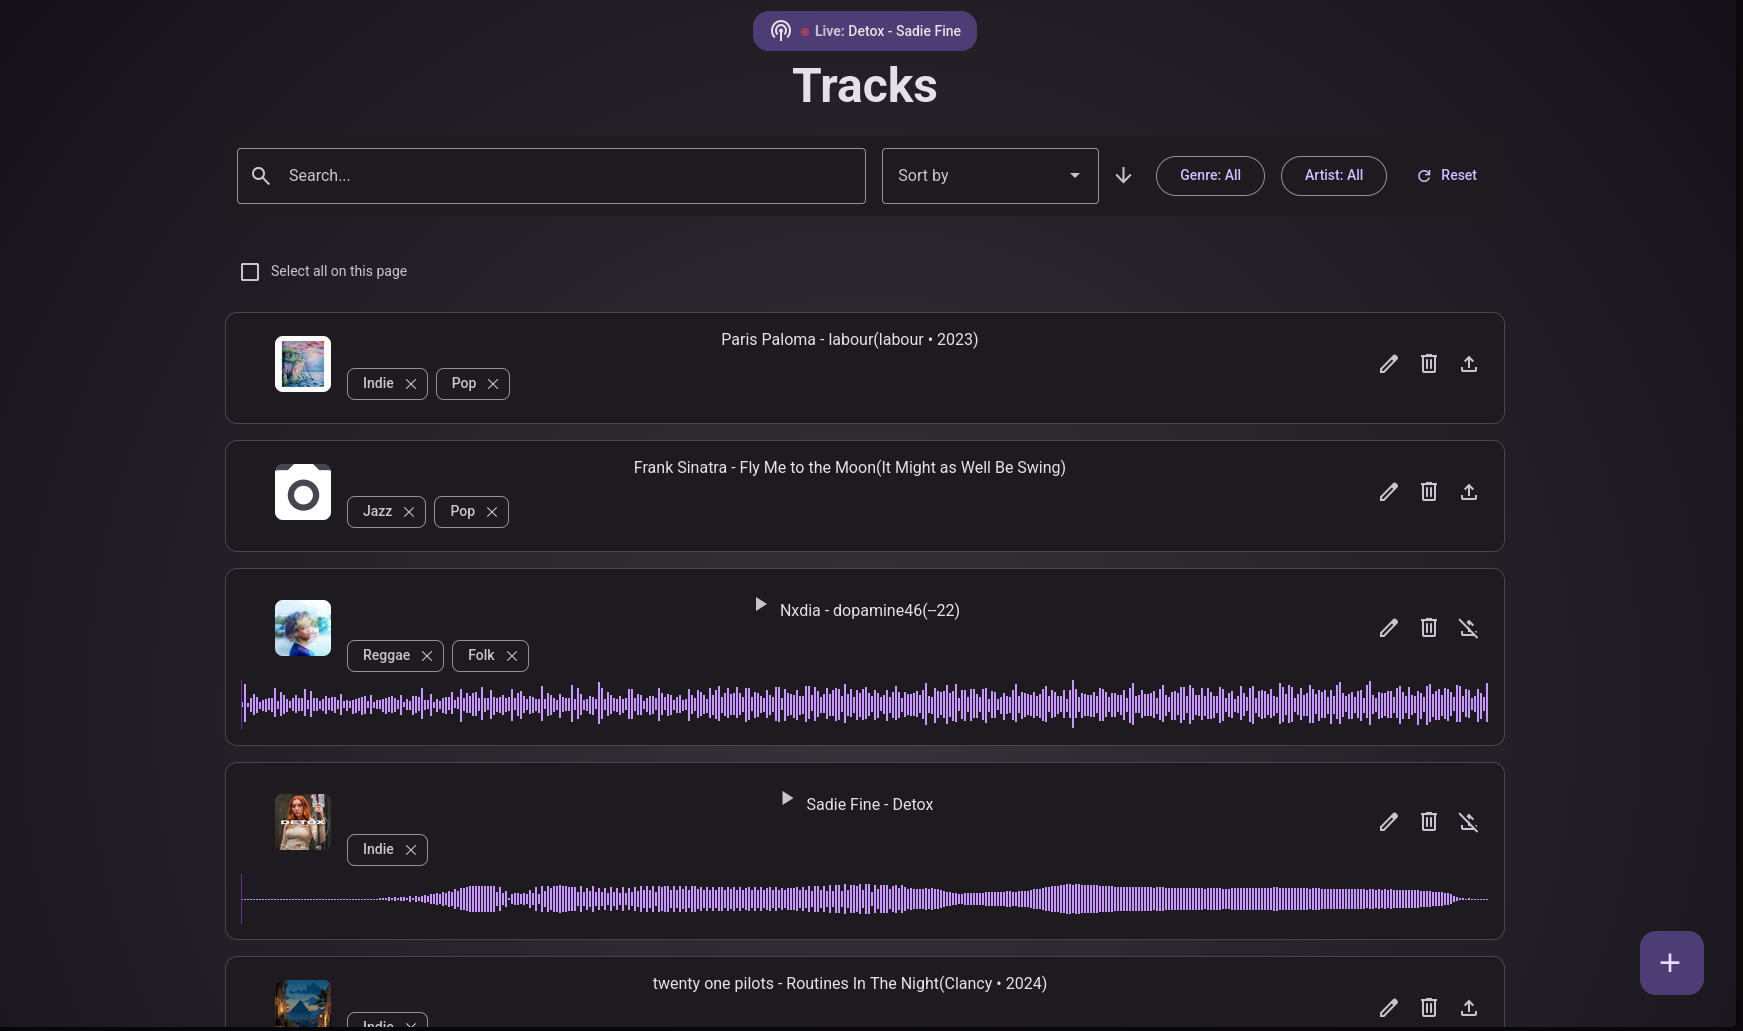 Live: Detox - Sadie Fine
Tracks
Search...
Sort by
Genre: All
Artist: All
Reset
Select all on this page
Paris Paloma - labour(labour • 2023)
Indie
Pop
Frank Sinatra - Fly Me to the Moon(It Might as Well Be Swing)
Jazz
Pop
Nxdia - dopamine46(--22)
Reggae
Folk
Sadie Fine - Detox
DETOX
Indie
twenty one pilots - Routines In The Night(Clancy • 2024)
Indie